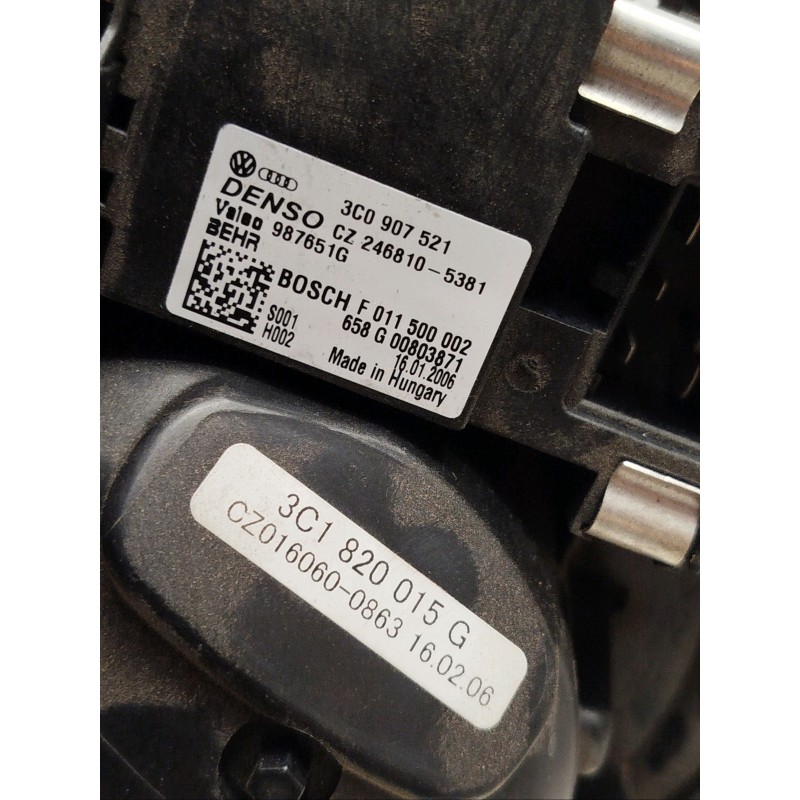 3C0 907 521
DENSO CZ 246810-5381
Valeo 987651G
BEHR
BOSCH F 011 500 002
658 G 00803871
S001
H002
16.01.2006
Made in Hungary
3C1 820 015 G
CZ016060-0863 16.02.06